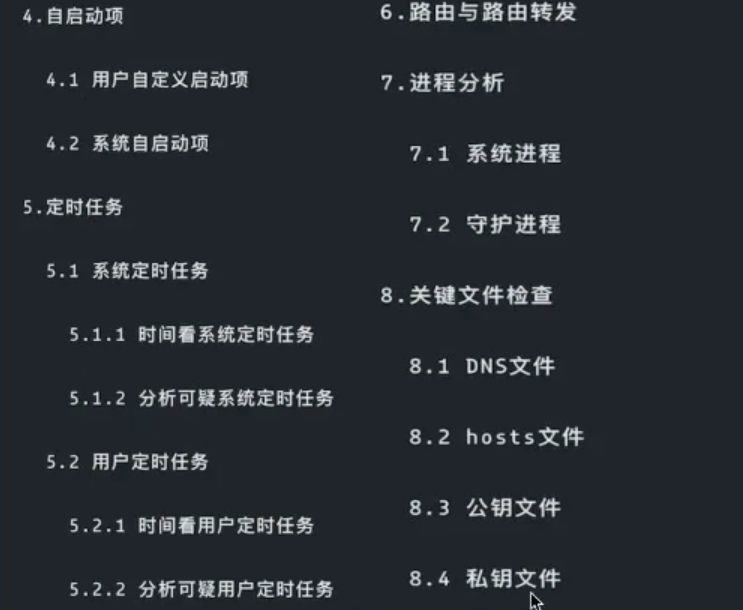 4.自启动项
4.1 用户自定义启动项
4.2 系统自启动项
5.定时任务
5.1 系统定时任务
5.1.1 时间看系统定时任务
5.1.2 分析可疑系统定时任务
5.2 用户定时任务
5.2.1 时间看用户定时任务
5.2.2 分析可疑用户定时任务
6.路由与路由转发
7.进程分析
7.1 系统进程
7.2 守护进程
8.关键文件检查
8.1 DNS文件
8.2 hosts文件
8.3 公钥文件
8.4 私钥文件